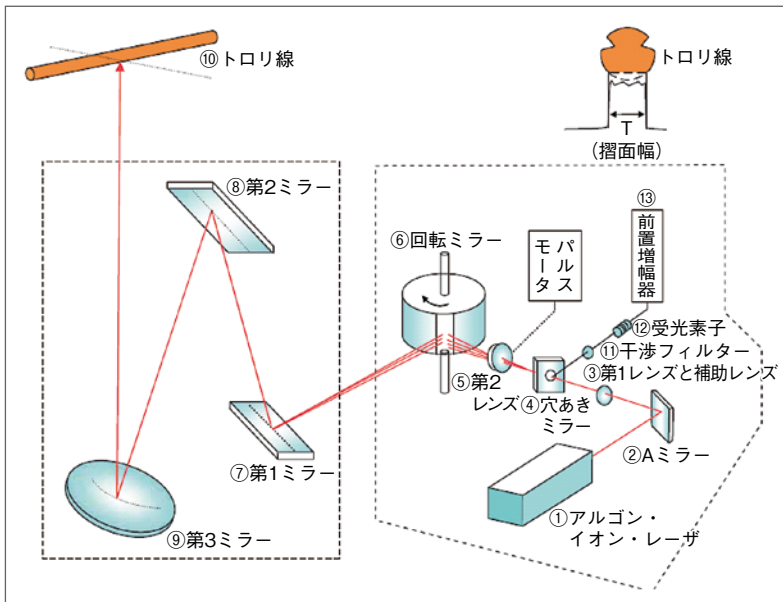 ⑩トロリ線
トロリ線
T
(摺面幅)
⑧第2ミラー
⑥回転ミラー
パルス
モータ
⑬
前置増幅器
⑫受光素子
⑪干渉フィルター
③第1レンズと補助レンズ
⑤第2
レンズ
④穴あき
ミラー
②Aミラー
⑦第1ミラー
①アルゴン・
イオン・レーザ
⑨第3ミラー